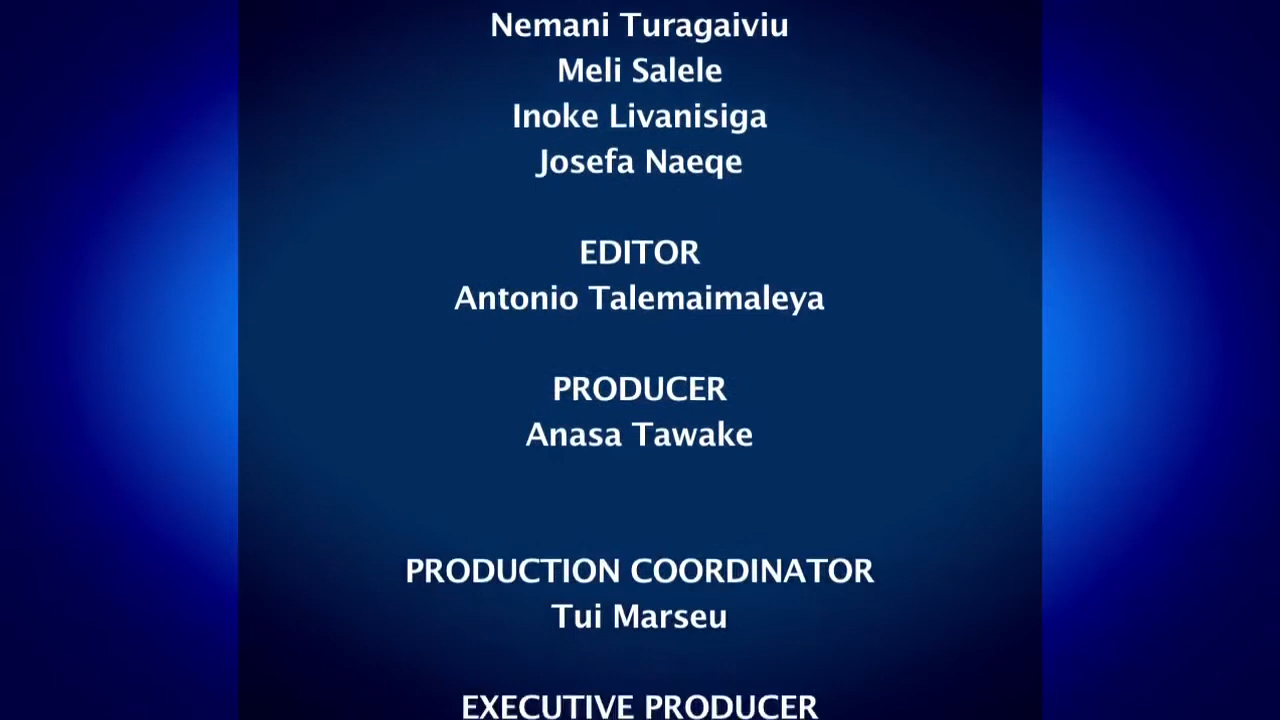 Nemani Turagaiviu
Meli Salele
Inoke Livanisiga
Josefa Naeqe
EDITOR
Antonio Talemaimaleya
PRODUCER
Anasa Tawake
PRODUCTION COORDINATOR
Tui Marseu
EXECUTIVE PRODUCER